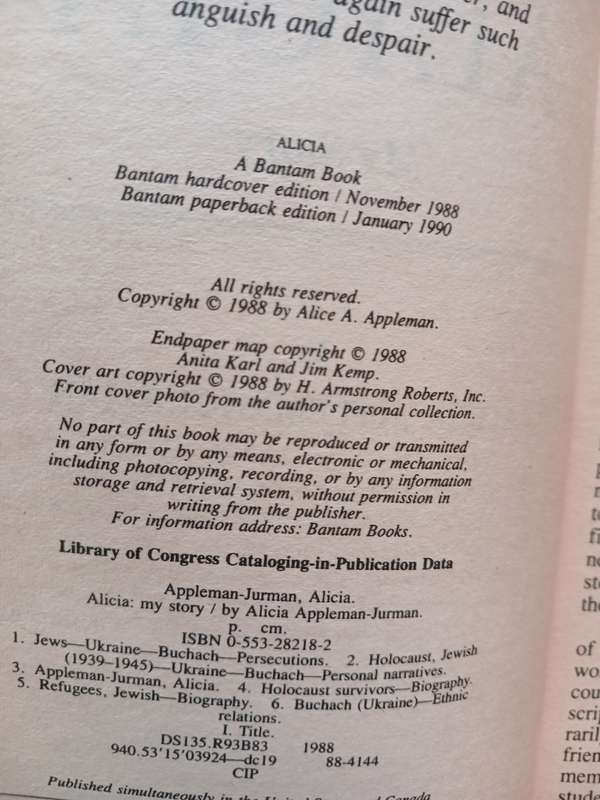 er, and
again suffer such
anguish and despair.
ALICIA
A Bantam Book
Bantam hardcover edition / November 1988
Bantam paperback edition / January 1990
All rights reserved.
Copyright © 1988 by Alice A. Appleman.
Endpaper map copyright © 1988
Anita Karl and Jim Kemp.
Cover art copyright © 1988 by H. Armstrong Roberts, Inc.
Front cover photo from the author's personal collection.
No part of this book may be reproduced or transmitted
in any form or by any means, electronic or mechanical,
including photocopying, recording, or by any information
storage and retrieval system, without permission in
writing from the publisher.
For information address: Bantam Books.
Library of Congress Cataloging-in-Publication Data
Appleman-Jurman, Alicia.
Alicia: my story / by Alicia Appleman-Jurman.
p. cm.
ISBN 0-553-28218-2
1. Jews—Ukraine—Buchach—Persecutions. 2. Holocaust, Jewish
(1939–1945)—Ukraine—Buchach—Personal narratives.
3. Appleman-Jurman, Alicia. 4. Holocaust survivors—Biography.
5. Refugees, Jewish—Biography. 6. Buchach (Ukraine)—Ethnic
relations.
I. Title.
DS135.R93B83 1988
940.53'15'03924—dc19 88-4144
CIP
Published simultaneously in the United States and Canada
of
wo
cou
scrip
raril
frien
mem
stude